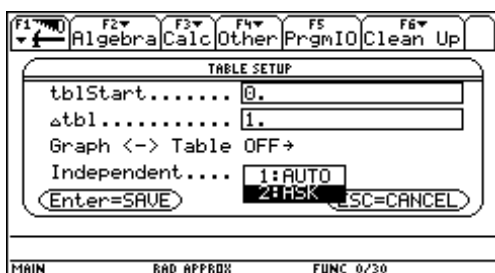 F1 F2 F3 F4 F5 F6
Algebra Calc Other PrgmIO Clean Up
TABLE SETUP
tblStart........ 0.
△tbl........... 1.
Graph <-> Table OFF→
Independent.... 1:AUTO
2:ASK
Enter=SAVE ESC=CANCEL
MAIN RAD APPROX FUNC 0/30